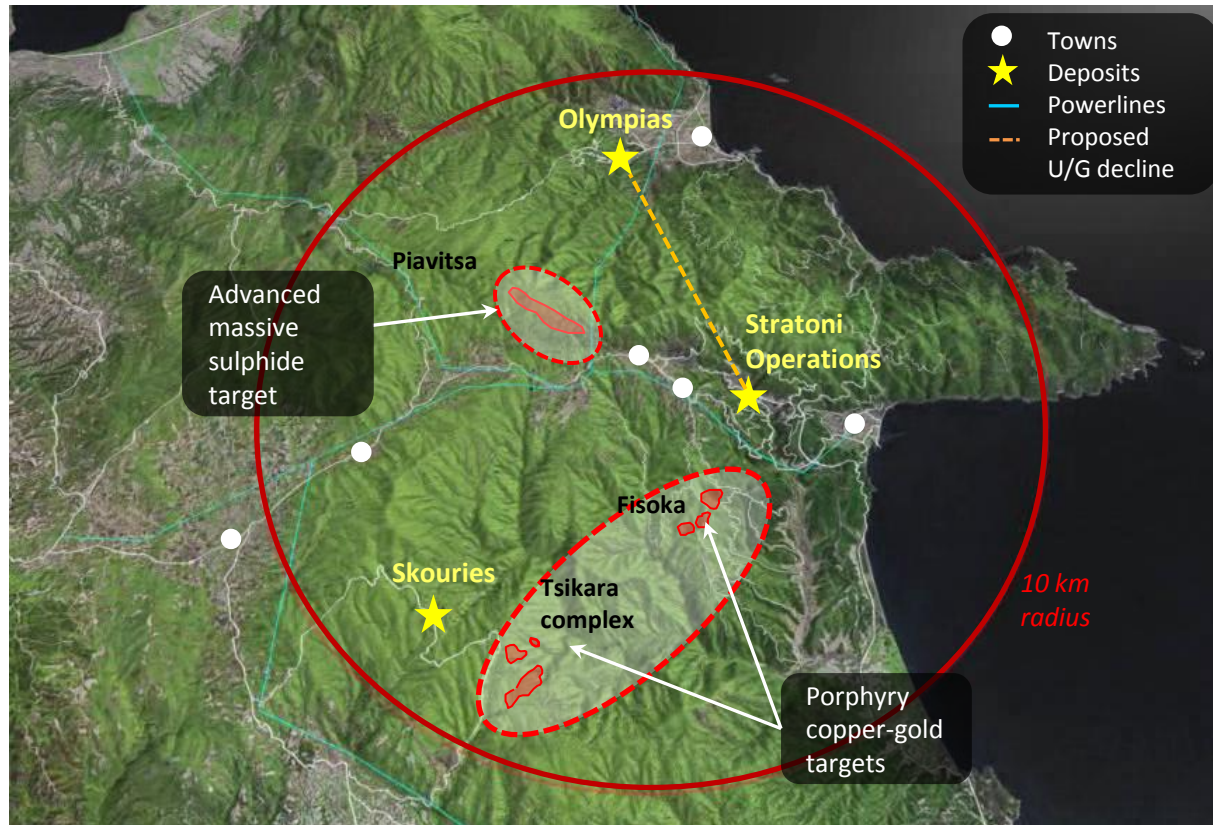 Towns
Deposits
Powerlines
Proposed
U/G decline
Olympias
Piavitsa
Advanced
massive
sulphide
target
Stratoni
Operations
Fisoka
Skouries
Tsikara
complex
10 km
radius
Porphyry
copper-gold
targets